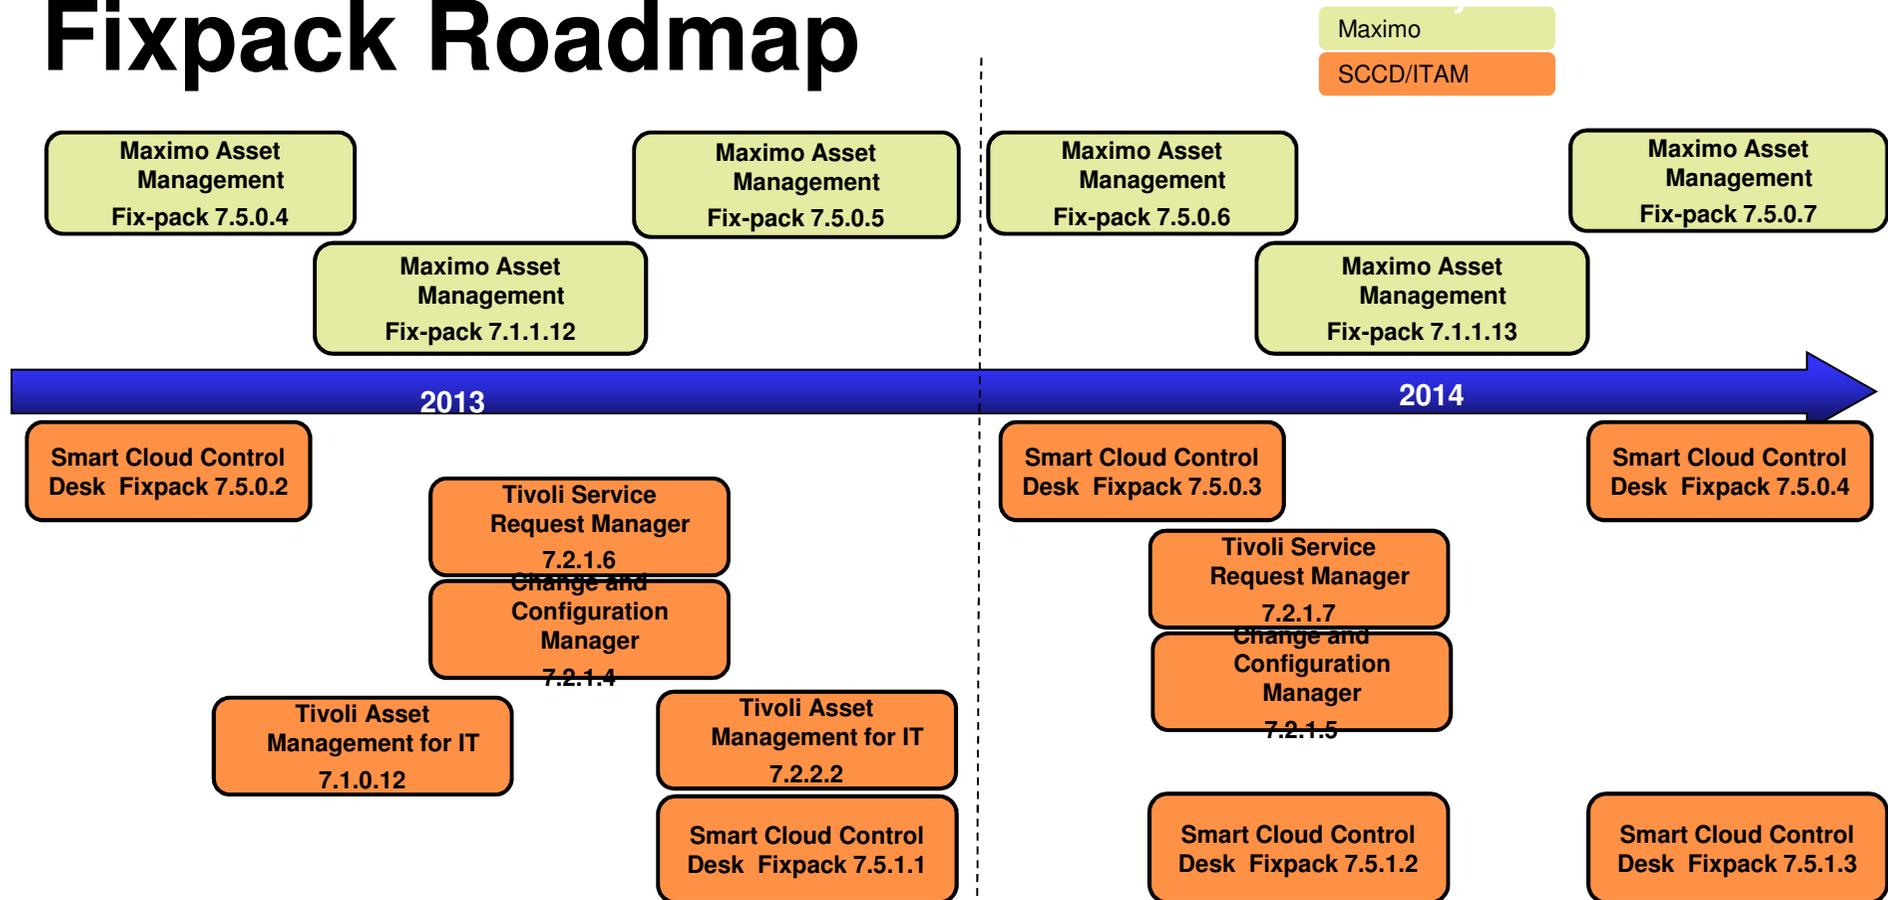 Fixpack Roadmap
Maximo
SCCD/ITAM
Maximo Asset
Management
Fix-pack 7.5.0.4
Maximo Asset
Management
Fix-pack 7.5.0.5
Maximo Asset
Management
Fix-pack 7.5.0.6
Maximo Asset
Management
Fix-pack 7.5.0.7
Maximo Asset
Management
Fix-pack 7.1.1.12
Maximo Asset
Management
Fix-pack 7.1.1.13
2013
2014
Smart Cloud Control
Desk Fixpack 7.5.0.2
Tivoli Service
Request Manager
7.2.1.6
Change and
Configuration
Manager
7.2.1.4
Tivoli Asset
Management for IT
7.1.0.12
Tivoli Asset
Management for IT
7.2.2.2
Smart Cloud Control
Desk Fixpack 7.5.1.1
Smart Cloud Control
Desk Fixpack 7.5.0.3
Smart Cloud Control
Desk Fixpack 7.5.0.4
Tivoli Service
Request Manager
7.2.1.7
Change and
Configuration
Manager
7.2.1.5
Smart Cloud Control
Desk Fixpack 7.5.1.2
Smart Cloud Control
Desk Fixpack 7.5.1.3